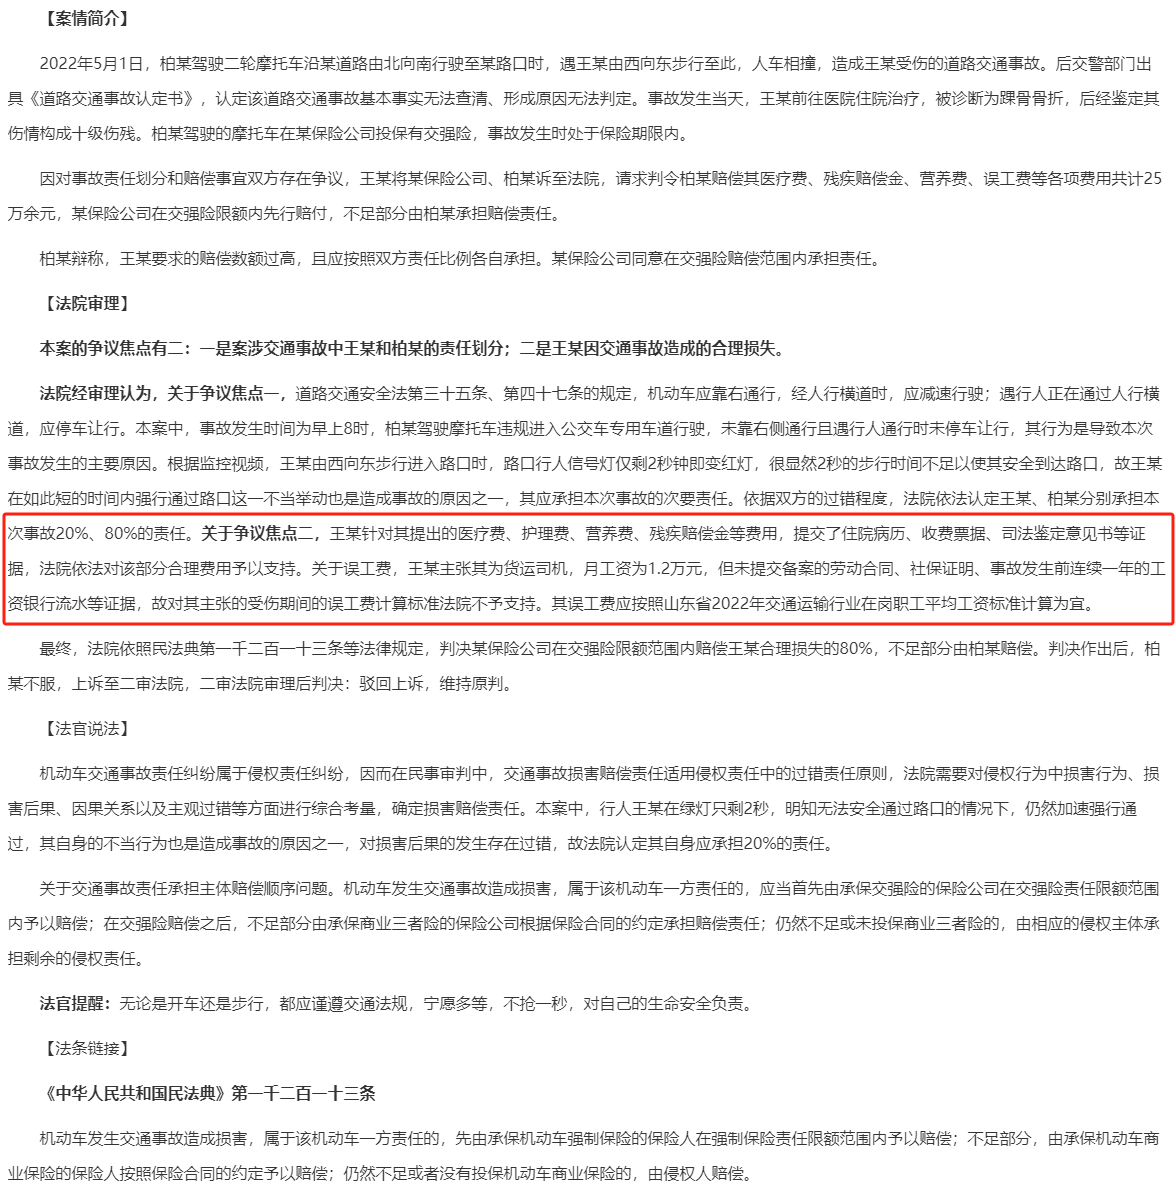 【案情简介】
2022年5月1日，柏某驾驶二轮摩托车沿某道路由北向南行驶至某路口时，遇王某由西向东步行至此，人车相撞，造成王某受伤的道路交通事故。后交警部门出
具《道路交通事故认定书》，认定该道路交通事故基本事实无法查清、形成原因无法判定。事故发生当天，王某前往医院住院治疗，被诊断为踝骨骨折，后经鉴定其
伤情构成十级伤残。柏某驾驶的摩托车在某保险公司投保有交强险，事故发生时处于保险期限内。
因对事故责任划分和赔偿事宜双方存在争议，王某将某保险公司、柏某诉至法院，请求判令柏某赔偿其医疗费、残疾赔偿金、营养费、误工费等各项费用共计25
万余元，某保险公司在交强险限额内先行赔付，不足部分由柏某承担赔偿责任。
柏某辩称，王某要求的赔偿数额过高，且应按照双方责任比例各自承担。某保险公司同意在交强险赔偿范围内承担责任。
【法院审理】
本案的争议焦点有二：一是案涉交通事故中王某和柏某的责任划分；二是王某因交通事故造成的合理损失。
法院经审理认为，关于争议焦点一，道路交通安全法第三十五条、第四十七条的规定，机动车应靠右通行，经人行横道时，应减速行驶；遇行人正在通过人行横
道，应停车让行。本案中，事故发生时间为早上8时，柏某驾驶摩托车违规进入公交车专用车道行驶，未靠右侧通行且遇行人通行时未停车让行，其行为是导致本次
事故发生的主要原因。根据监控视频，王某由西向东步行进入路口时，路口行人信号灯仅剩2秒钟即变红灯，很显然2秒的步行时间不足以使其安全到达路口，故王某
在如此短的时间内强行通过路口这一不当举动也是造成事故的原因之一，其应承担本次事故的次要责任。依据双方的过错程度，法院依法认定王某、柏某分别承担本
次事故20%、80%的责任。关于争议焦点二，王某针对其提出的医疗费、护理费、营养费、残疾赔偿金等费用，提交了住院病历、收费票据、司法鉴定意见书等证
据，法院依法对该部分合理费用予以支持。关于误工费，王某主张其为货运司机，月工资为1.2万元，但未提交备案的劳动合同、社保证明、事故发生前连续一年的工
资银行流水等证据，故对其主张的受伤期间的误工费计算标准法院不予支持。其误工费应按照山东省2022年交通运输行业在岗职工平均工资标准计算为宜。
最终，法院依照民法典第一千二百一十三条等法律规定，判决某保险公司在交强险限额范围内赔偿王某合理损失的80%，不足部分由柏某赔偿。判决作出后，柏
某不服，上诉至二审法院，二审法院审理后判决：驳回上诉，维持原判。
【法官说法】
机动车交通事故责任纠纷属于侵权责任纠纷，因而在民事审判中，交通事故损害赔偿责任适用侵权责任中的过错责任原则，法院需要对侵权行为中损害行为、损
害后果、因果关系以及主观过错等方面进行综合考量，确定损害赔偿责任。本案中，行人王某在绿灯只剩2秒，明知无法安全通过路口的情况下，仍然加速强行通
过，其自身的不当行为也是造成事故的原因之一，对损害后果的发生存在过错，故法院认定其自身应承担20%的责任。
关于交通事故责任承担主体赔偿顺序问题。机动车发生交通事故造成损害，属于该机动车一方责任的，应当首先由承保交强险的保险公司在交强险责任限额范围
内予以赔偿；在交强险赔偿之后，不足部分由承保商业三者险的保险公司根据保险合同的约定承担赔偿责任；仍然不足或未投保商业三者险的，由相应的侵权主体承
担剩余的侵权责任。
法官提醒：无论是开车还是步行，都应谨遵交通法规，宁愿多等，不抢一秒，对自己的生命安全负责。
【法条链接】
《中华人民共和国民法典》第一千二百一十三条
机动车发生交通事故造成损害，属于该机动车一方责任的，先由承保机动车强制保险的保险人在强制保险责任限额范围内予以赔偿；不足部分，由承保机动车商
业保险的保险人按照保险合同的约定予以赔偿；仍然不足或者没有投保机动车商业保险的，由侵权人赔偿。